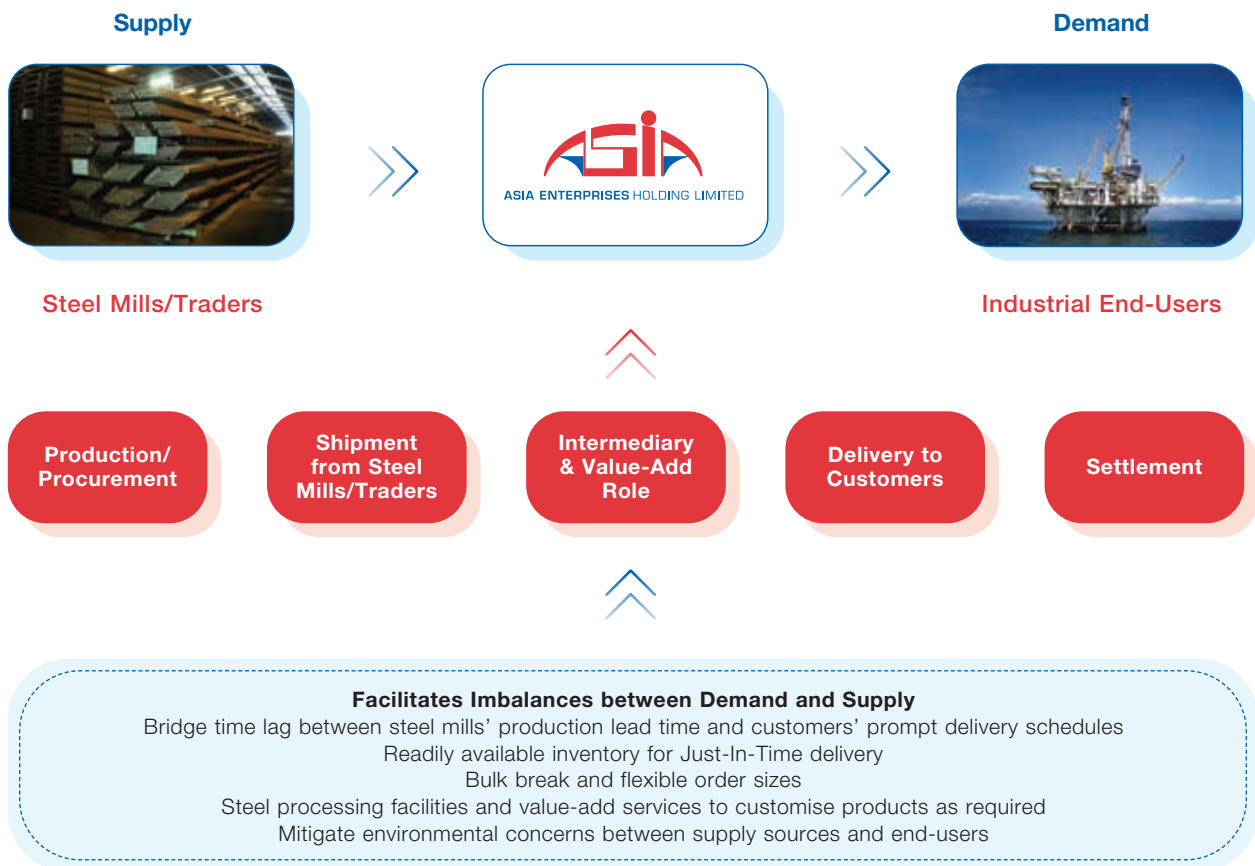 Supply
Demand
ASiA
ASIA ENTERPRISES HOLDING LIMITED
Steel Mills/Traders
Industrial End-Users
Production/
Procurement
Shipment
from Steel
Mills/Traders
Intermediary
& Value-Add
Role
Delivery to
Customers
Settlement
Facilitates Imbalances between Demand and Supply
Bridge time lag between steel mills’ production lead time and customers’ prompt delivery schedules
Readily available inventory for Just-In-Time delivery
Bulk break and flexible order sizes
Steel processing facilities and value-add services to customise products as required
Mitigate environmental concerns between supply sources and end-users